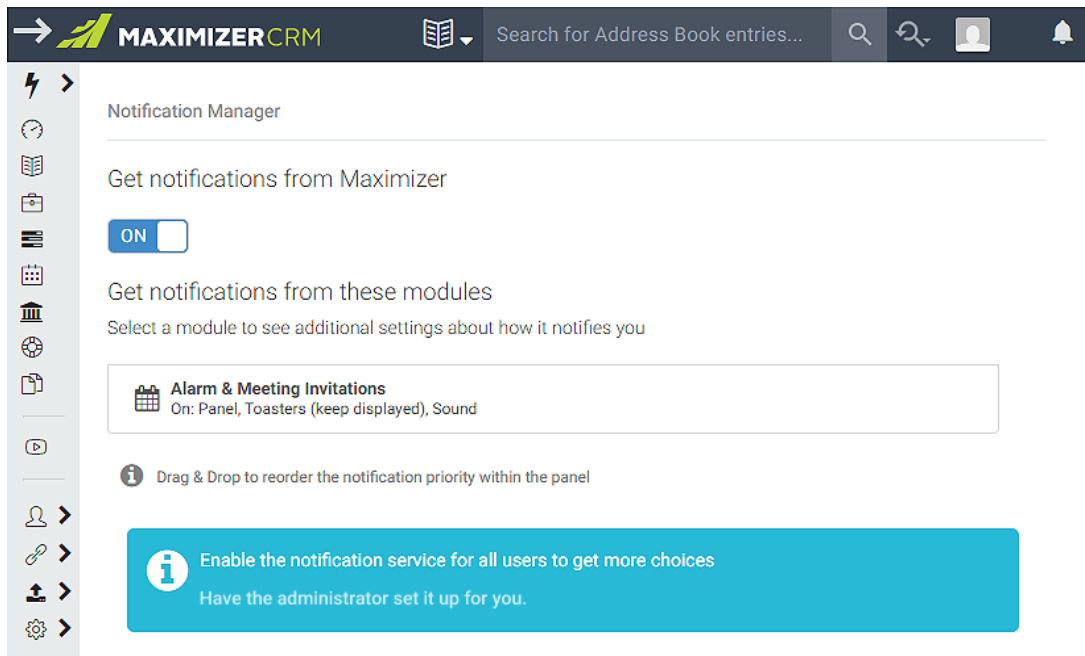 MAXIMIZERCRM
Search for Address Book entries...
Notification Manager
Get notifications from Maximizer
ON
Get notifications from these modules
Select a module to see additional settings about how it notifies you
Alarm & Meeting Invitations
On: Panel, Toasters (keep displayed), Sound
Drag & Drop to reorder the notification priority within the panel
Enable the notification service for all users to get more choices
Have the administrator set it up for you.